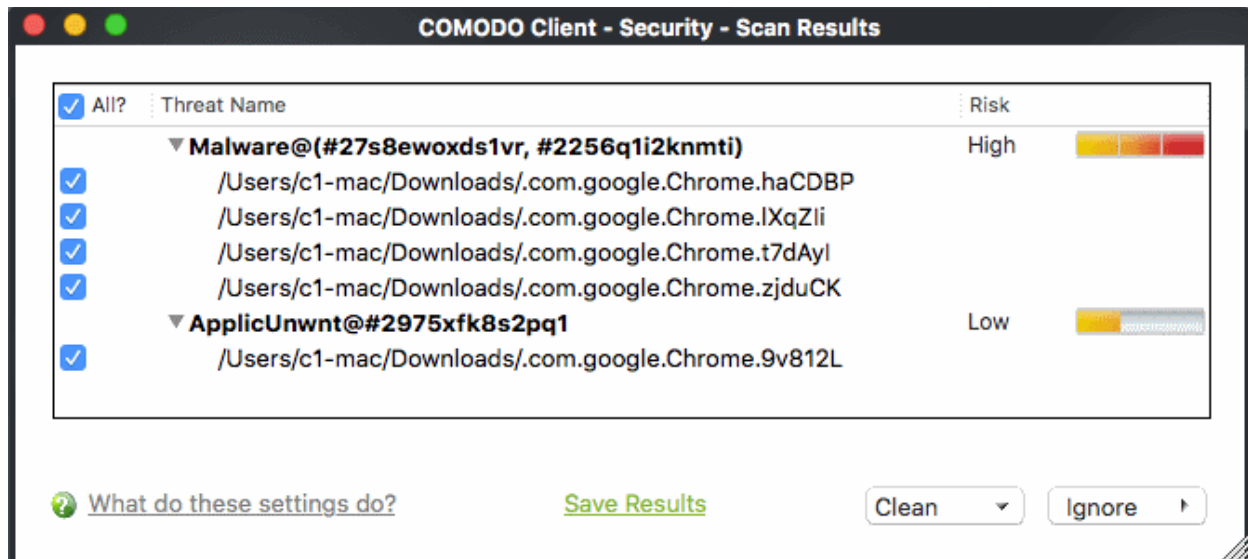 COMODO Client - Security - Scan Results
All? Threat Name Risk
Malware@(#27s8ewoxds1vr, #2256q1i2knmti) High
/Users/c1-mac/Downloads/.com.google.Chrome.haCDBP
/Users/c1-mac/Downloads/.com.google.Chrome.lXqZli
/Users/c1-mac/Downloads/.com.google.Chrome.t7dAyI
/Users/c1-mac/Downloads/.com.google.Chrome.zjduCK
ApplicUnwnt@#2975xfk8s2pq1 Low
/Users/c1-mac/Downloads/.com.google.Chrome.9v812L
What do these settings do? Save Results Clean Ignore